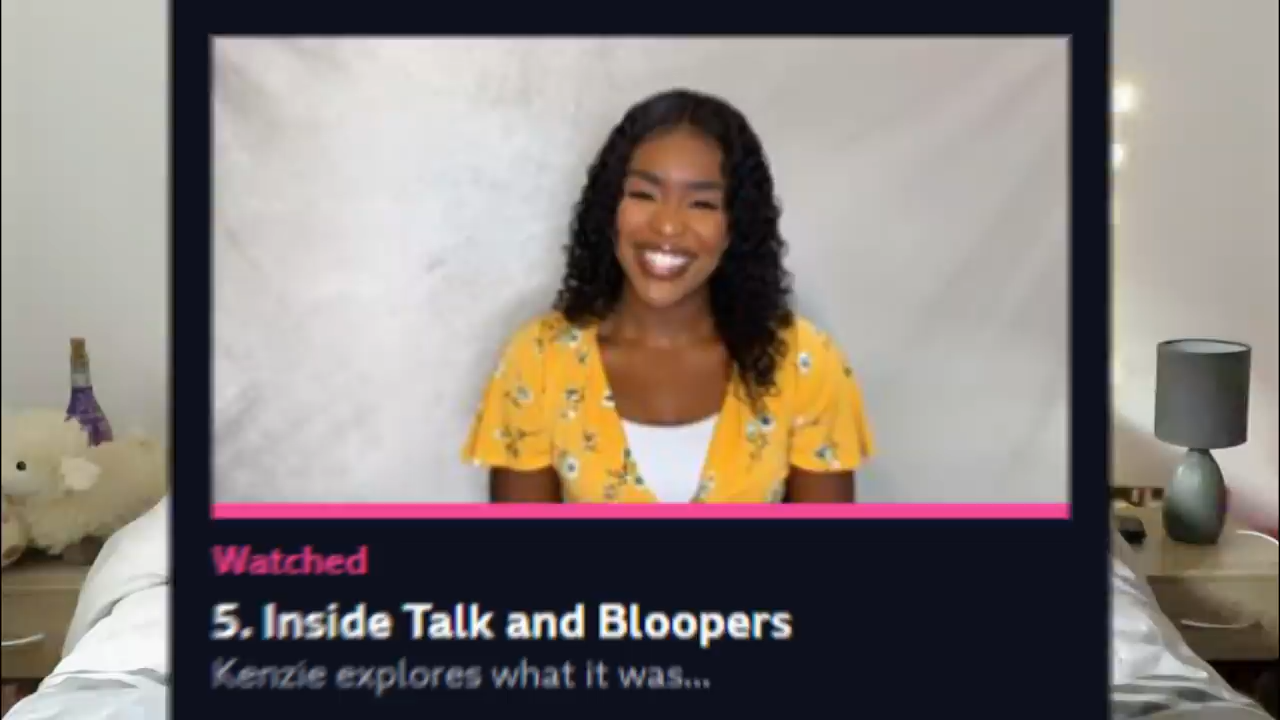 Watched
5. Inside Talk and Bloopers
Kenzie explores what it was...